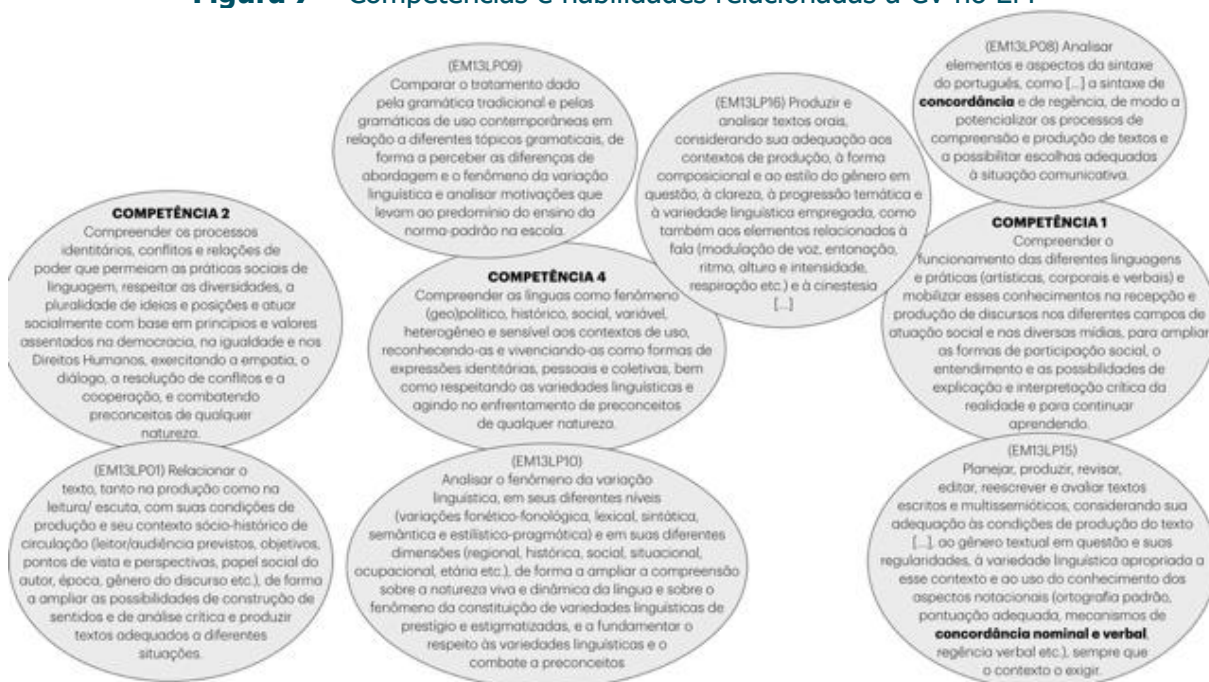 Figura 7 – Competências e habilidades relacionadas à CV no EM
(EM13LP09)
Comparar o tratamento dado
pela gramática tradicional e pelas
gramáticas de uso contemporâneas em
relação a diferentes tópicos gramaticais, de
forma a perceber as diferenças de
abordagem e o fenômeno da variação
linguística e analisar motivações que
levam ao predomínio do ensino da
norma-padrão na escola.
(EM13LP16) Produzir e
analisar textos orais,
considerando sua adequação aos
contextos de produção, à forma
composicional e ao estilo do gênero em
questão, à clareza, à progressão temática e
à variedade linguística empregada, como
também aos elementos relacionados à
fala (modulação de voz, entonação,
ritmo, altura e intensidade,
respiração etc.) e à cinestesia
[...]
(EM13LP08) Analisar
elementos e aspectos da sintaxe
do português, como [...] a sintaxe de
concordância e de regência, de modo a
potencializar os processos de
compreensão e produção de textos e
a possibilitar escolhas adequadas
à situação comunicativa.
COMPETÊNCIA 2
Compreender os processos
identitários, conflitos e relações de
poder que permeiam as práticas sociais de
linguagem, respeitar as diversidades, a
pluralidade de ideias e posições e atuar
socialmente com base em princípios e valores
assentados na democracia, na igualdade e nos
Direitos Humanos, exercitando a empatia, o
diálogo, a resolução de conflitos e a
cooperação, e combatendo
preconceitos de qualquer
natureza.
COMPETÊNCIA 4
Compreender as línguas como fenômeno
(geo)político, histórico, social, variável,
heterogêneo e sensível aos contextos de uso,
reconhecendo-as e vivenciando-as como formas de
expressões identitárias, pessoais e coletivas, bem
como respeitando as variedades linguísticas e
agindo no enfrentamento de preconceitos
de qualquer natureza.
COMPETÊNCIA 1
Compreender o
funcionamento das diferentes linguagens
e práticas (artísticas, corporais e verbais) e
mobilizar esses conhecimentos na recepção e
produção de discursos nos diferentes campos de
atuação social e nas diversas mídias, para ampliar
as formas de participação social, o
entendimento e as possibilidades de
explicação e interpretação crítica da
realidade e para continuar
aprendendo.
(EM13LP01) Relacionar o
texto, tanto na produção como na
leitura/ escuta, com suas condições de
produção e seu contexto sócio-histórico de
circulação (leitor/audiência previstos, objetivos,
pontos de vista e perspectivas, papel social do
autor, época, gênero do discurso etc.), de forma
a ampliar as possibilidades de construção de
sentidos e de análise crítica e produzir
textos adequados a diferentes
situações.
(EM13LP10)
Analisar o fenômeno da variação
linguística, em seus diferentes níveis
(variações fonético-fonológica, lexical, sintática,
semântica e estilístico-pragmática) e em suas diferentes
dimensões (regional, histórica, social, situacional,
ocupacional, etária etc.), de forma a ampliar a compreensão
sobre a natureza viva e dinâmica da língua e sobre o
fenômeno da constituição de variedades linguísticas de
prestígio e estigmatizadas, e a fundamentar o
respeito às variedades linguísticas e o
combate a preconceitos
(EM13LP15)
Planejar, produzir, revisar,
editar, reescrever e avaliar textos
escritos e multissemióticos, considerando sua
adequação às condições de produção do texto
[...], ao gênero textual em questão e suas
regularidades, à variedade linguística apropriada a
esse contexto e ao uso do conhecimento dos
aspectos notacionais (ortografia padrão,
pontuação adequada, mecanismos de
concordância nominal e verbal,
regência verbal etc.), sempre que
o contexto o exigir.